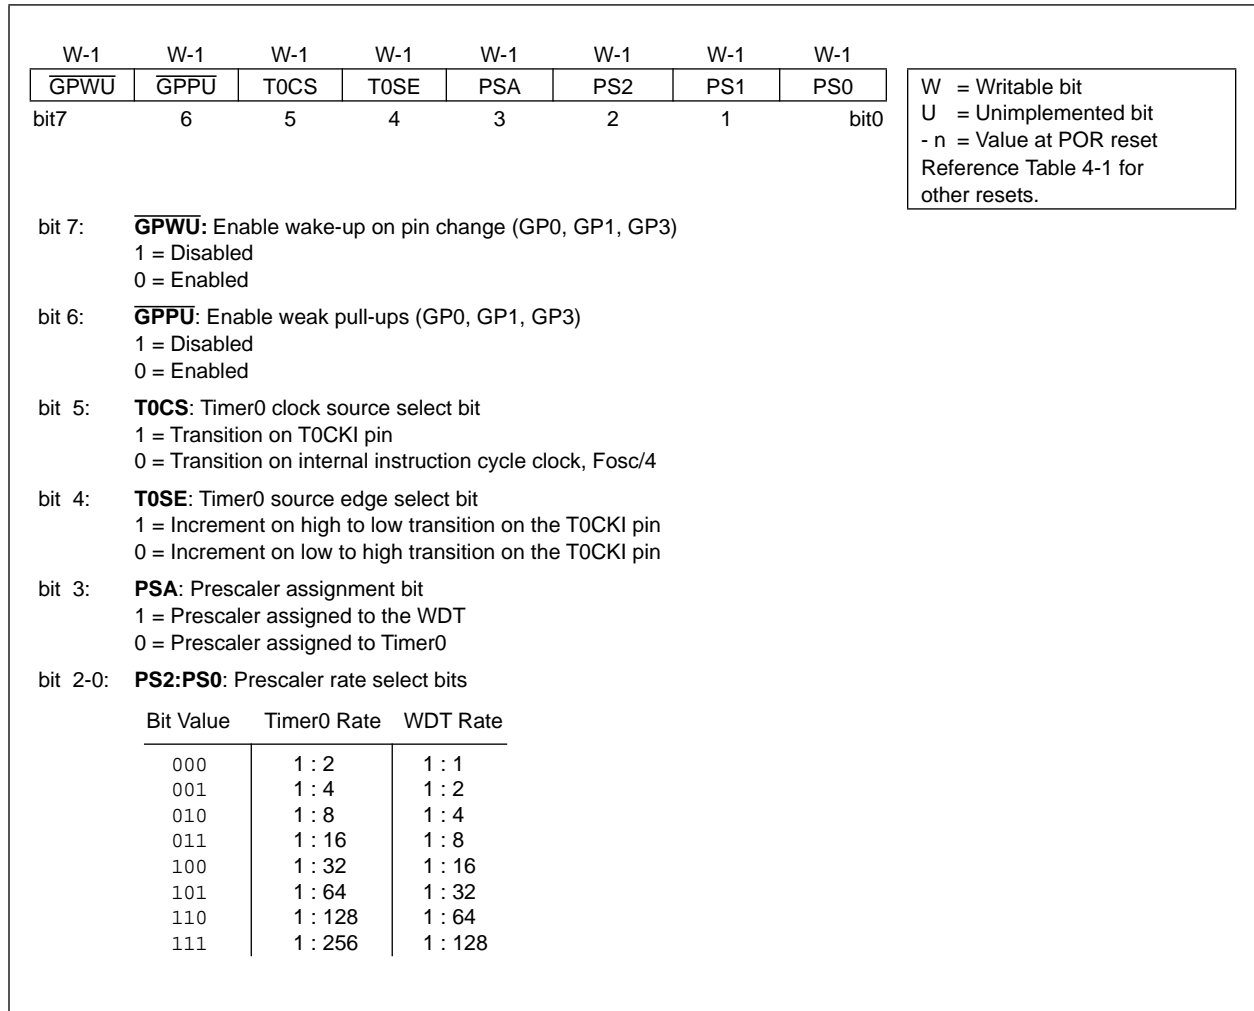 W-1 W-1 W-1 W-1 W-1 W-1 W-1 W-1
GPWU GPPU T0CS T0SE PSA PS2 PS1 PS0
bit7 6 5 4 3 2 1 bit0
W = Writable bit
U = Unimplemented bit
- n = Value at POR reset
Reference Table 4-1 for
other resets.
bit 7: GPWU: Enable wake-up on pin change (GP0, GP1, GP3)
1 = Disabled
0 = Enabled
bit 6: GPPU: Enable weak pull-ups (GP0, GP1, GP3)
1 = Disabled
0 = Enabled
bit 5: T0CS: Timer0 clock source select bit
1 = Transition on T0CKI pin
0 = Transition on internal instruction cycle clock, Fosc/4
bit 4: T0SE: Timer0 source edge select bit
1 = Increment on high to low transition on the T0CKI pin
0 = Increment on low to high transition on the T0CKI pin
bit 3: PSA: Prescaler assignment bit
1 = Prescaler assigned to the WDT
0 = Prescaler assigned to Timer0
bit 2-0: PS2:PS0: Prescaler rate select bits
Bit Value Timer0 Rate WDT Rate
000 1 : 2 1 : 1
001 1 : 4 1 : 2
010 1 : 8 1 : 4
011 1 : 16 1 : 8
100 1 : 32 1 : 16
101 1 : 64 1 : 32
110 1 : 128 1 : 64
111 1 : 256 1 : 128